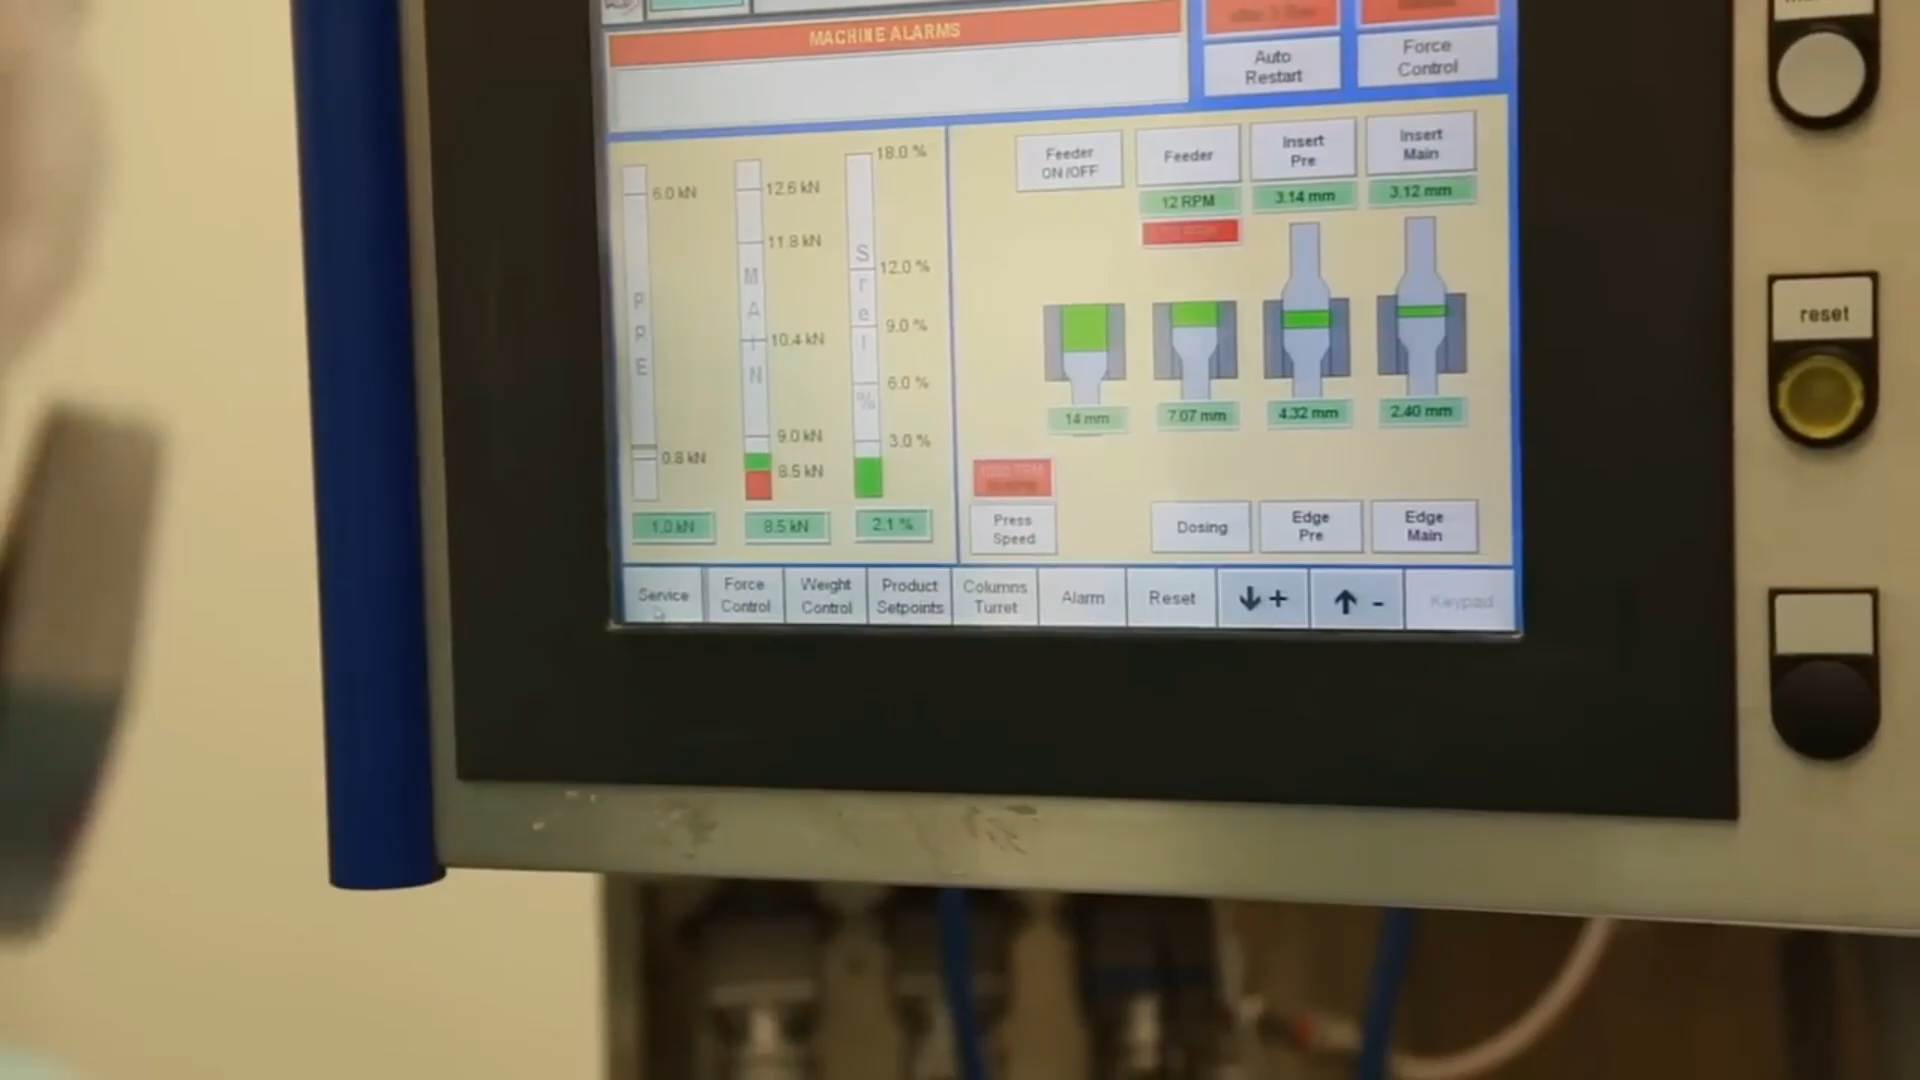 MACHINE ALARMS
Auto
Restart
Force
Control
18.0 %
6.0 kN
12.6 kN
11.8 kN
12.0 %
10.4 kN
9.0 %
6.0 %
9.0 kN
3.0 %
0.8 kN
8.5 kN
PRE
MAIN
Srel %
1.0 kN
8.5 kN
2.1 %
Feeder
ON /OFF
Feeder
Insert
Pre
Insert
Main
12 RPM
3.14 mm
3.12 mm
14 mm
7.07 mm
4.32 mm
2.40 mm
Press
Speed
Dosing
Edge
Pre
Edge
Main
Service
Force
Control
Weight
Control
Product
Setpoints
Columns
Turret
Alarm
Reset
+
-
Keypad
reset